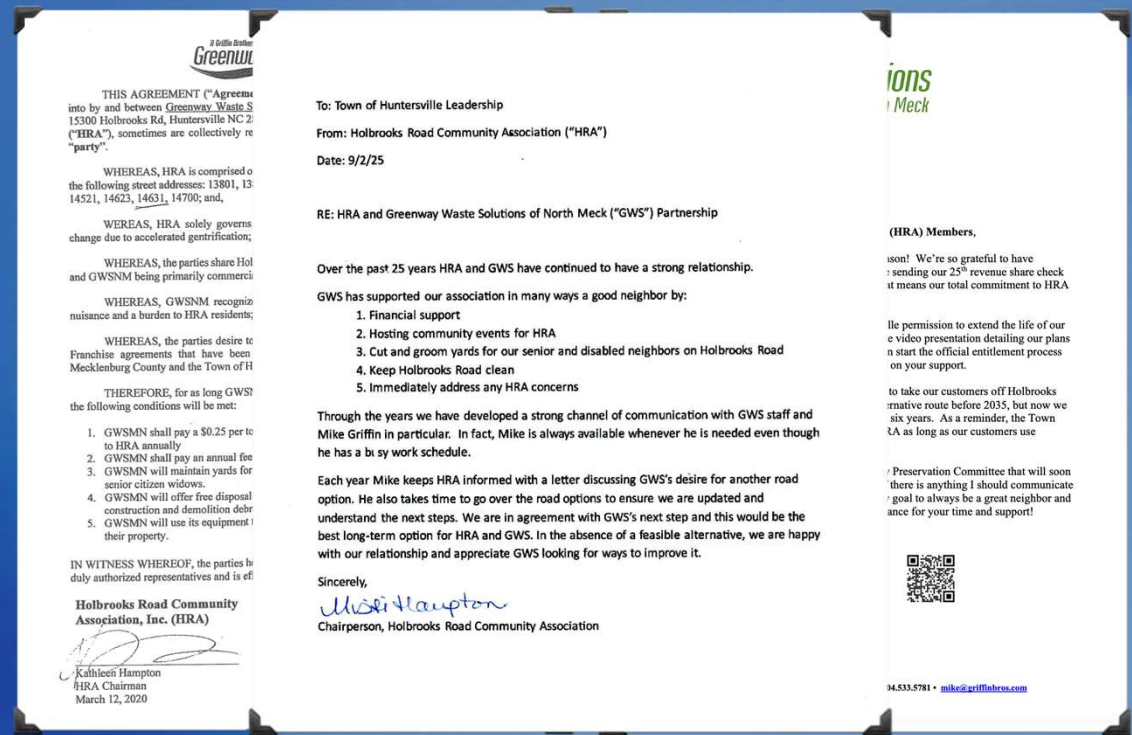 A Griffin Brothe
Greenw
THIS AGREEMENT ("Agreeme
into by and between Greenway Waste S
15300 Holbrooks Rd, Huntersville NC 2
("HRA"), sometimes are collectively re
"party".
WHEREAS, HRA is comprised o
the following street addresses: 13801, 13
14521, 14623, 14631, 14700; and,
WEREAS, HRA solely governs
change due to accelerated gentrification;
WHEREAS, the parties share Hol
and GWSNM being primarily commerci
WHEREAS, GWSNM recogniz
nuisance and a burden to HRA residents;
WHEREAS, the parties desire to
Franchise agreements that have been
Mecklenburg County and the Town of H
THEREFORE, for as long GWS
the following conditions will be met:
1. GWSMN shall pay a $0.25 per to
to HRA annually
2. GWSMN shall pay an annual fee
3. GWSMN will maintain yards for
senior citizen widows.
4. GWSMN will offer free disposal
construction and demolition debr
5. GWSMN will use its equipment
their property.
IN WITNESS WHEREOF, the parties h
duly authorized representatives and is ef
Holbrooks Road Community
Association, Inc. (HRA)
Kathleen Hampton
HRA Chairman
March 12, 2020
To: Town of Huntersville Leadership
From: Holbrooks Road Community Association ("HRA")
Date: 9/2/25
RE: HRA and Greenway Waste Solutions of North Meck ("GWS") Partnership
Over the past 25 years HRA and GWS have continued to have a strong relationship.
GWS has supported our association in many ways a good neighbor by:
1. Financial support
2. Hosting community events for HRA
3. Cut and groom yards for our senior and disabled neighbors on Holbrooks Road
4. Keep Holbrooks Road clean
5. Immediately address any HRA concerns
Through the years we have developed a strong channel of communication with GWS staff and
Mike Griffin in particular. In fact, Mike is always available whenever he is needed even though
he has a busy work schedule.
Each year Mike keeps HRA informed with a letter discussing GWS's desire for another road
option. He also takes time to go over the road options to ensure we are updated and
understand the next steps. We are in agreement with GWS's next step and this would be the
best long-term option for HRA and GWS. In the absence of a feasible alternative, we are happy
with our relationship and appreciate GWS looking for ways to improve it.
Sincerely,
Misti Hampton
Chairperson, Holbrooks Road Community Association
ions
Meck
(HRA) Members,
son! We're so grateful to have
sending our 25th revenue share check
at means our total commitment to HRA
lle permission to extend the life of our
e video presentation detailing our plans
n start the official entitlement process
on your support.
to take our customers off Holbrooks
rnative route before 2035, but now we
six years. As a reminder, the Town
RA as long as our customers use
Preservation Committee that will soon
there is anything I should communicate
goal to always be a great neighbor and
ance for your time and support!
04.533.5781 • mike@griffinbros.com